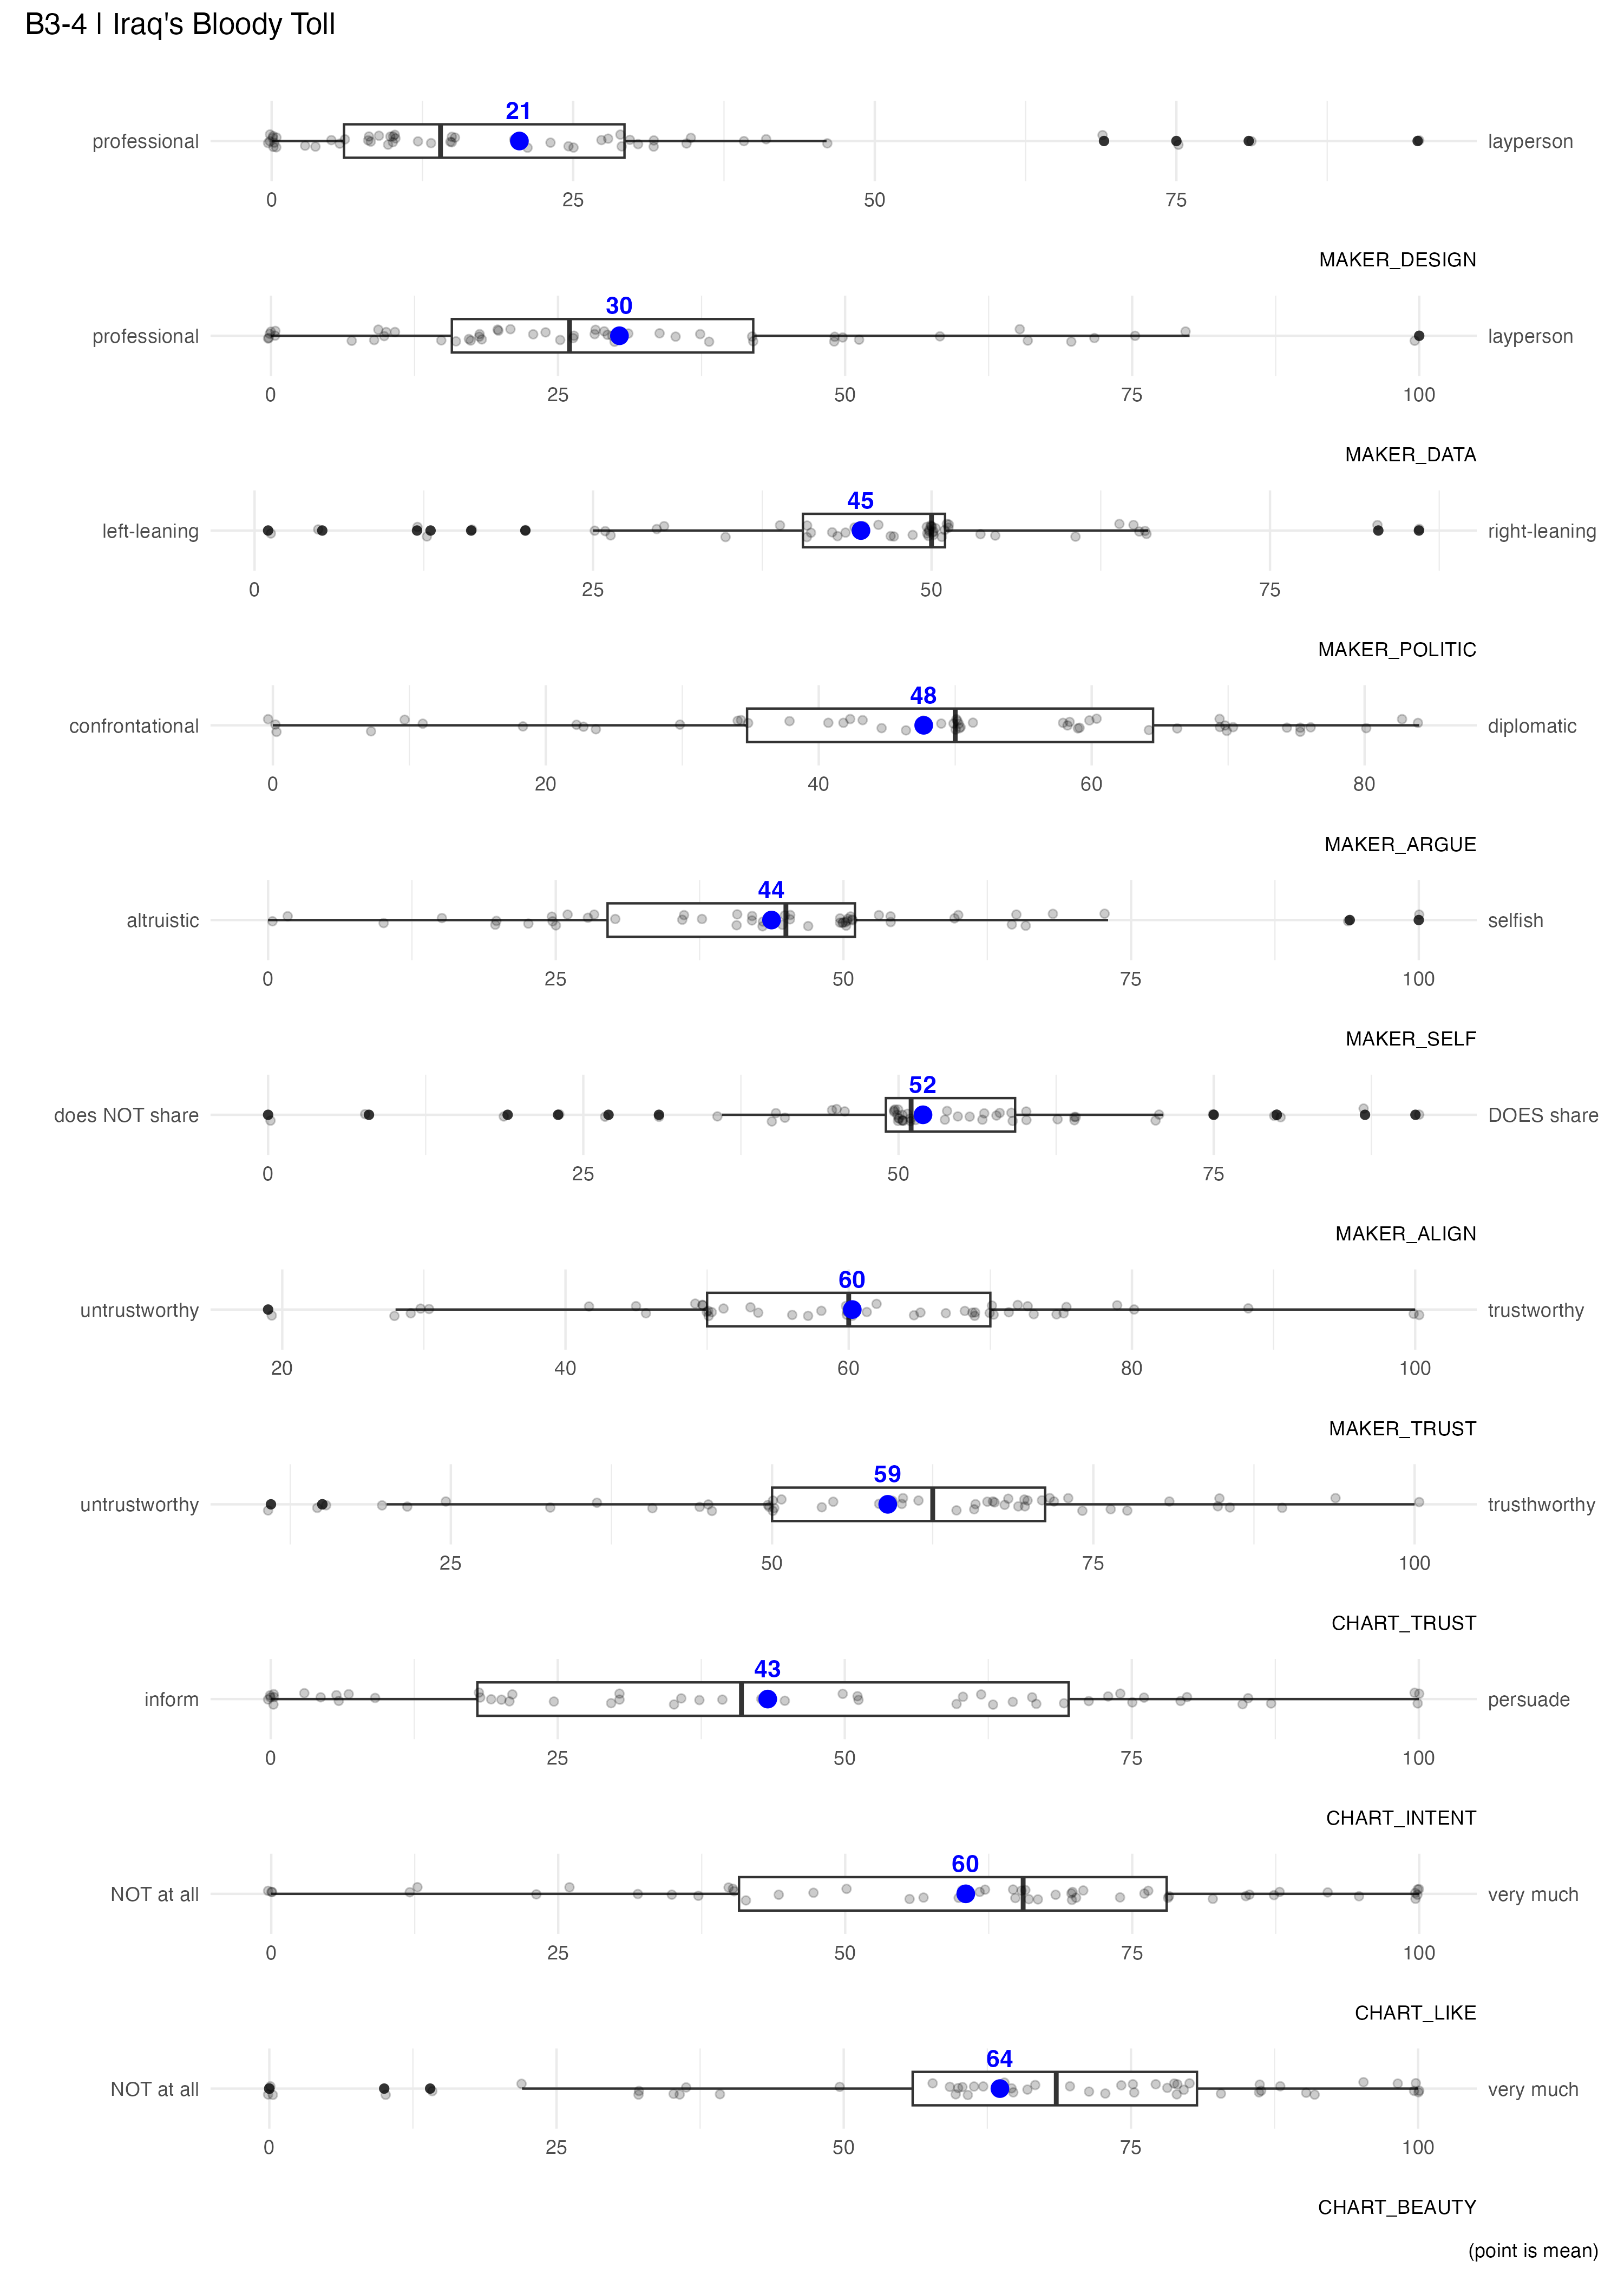 B3-4 | Iraq's Bloody Toll
21
professional
layperson
0 25 50 75
MAKER_DESIGN
30
professional
layperson
0 25 50 75 100
MAKER_DATA
45
left-leaning
right-leaning
0 25 50 75
MAKER_POLITIC
48
confrontational
diplomatic
0 20 40 60 80
MAKER_ARGUE
44
altruistic
selfish
0 25 50 75 100
MAKER_SELF
52
does NOT share
DOES share
0 25 50 75
MAKER_ALIGN
60
untrustworthy
trustworthy
20 40 60 80 100
MAKER_TRUST
59
untrustworthy
trusthworthy
25 50 75 100
CHART_TRUST
43
inform
persuade
0 25 50 75 100
CHART_INTENT
60
NOT at all
very much
0 25 50 75 100
CHART_LIKE
64
NOT at all
very much
0 25 50 75 100
CHART_BEAUTY
(point is mean)